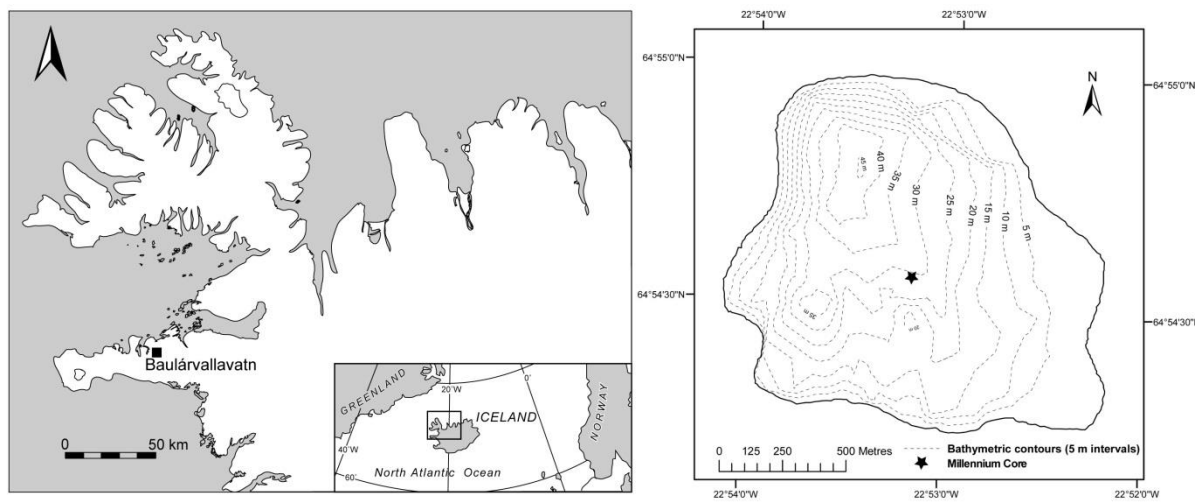 Baulárvallavatn
0 50 km
GREENLAND
ICELAND
NORWAY
20˚W
0˚
40˚W
60˚
North Atlantic Ocean
22°54'0"W 22°53'0"W
64°55'0"N
64°55'0"N
N
45 m
40 m
35 m
30 m
25 m
20 m
15 m
10 m
5 m
64°54'30"N
64°54'30"N
0 125 250 500 Metres
Bathymetric contours (5 m intervals)
Millennium Core
22°54'0"W 22°53'0"W 22°52'0"W